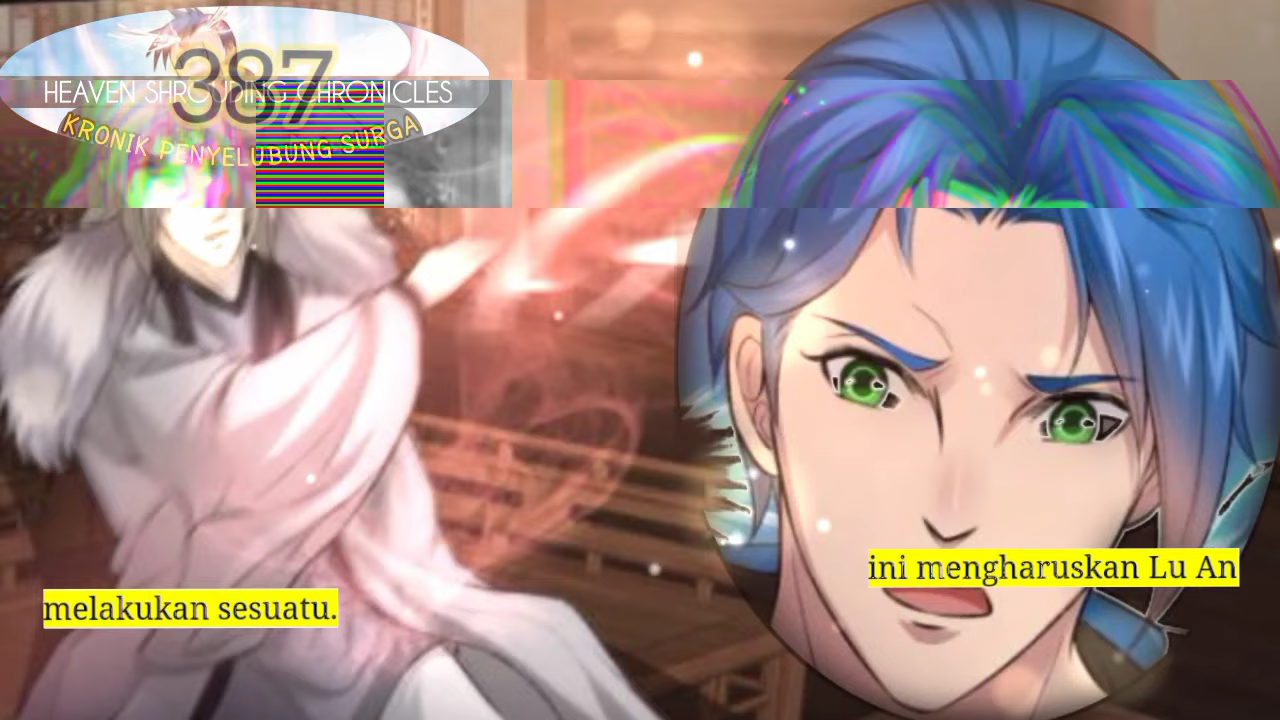 387
HEAVEN SHROUDING CHRONICLES
KRONIK PENYELUBUNG SURGA
ini mengharuskan Lu An
melakukan sesuatu.